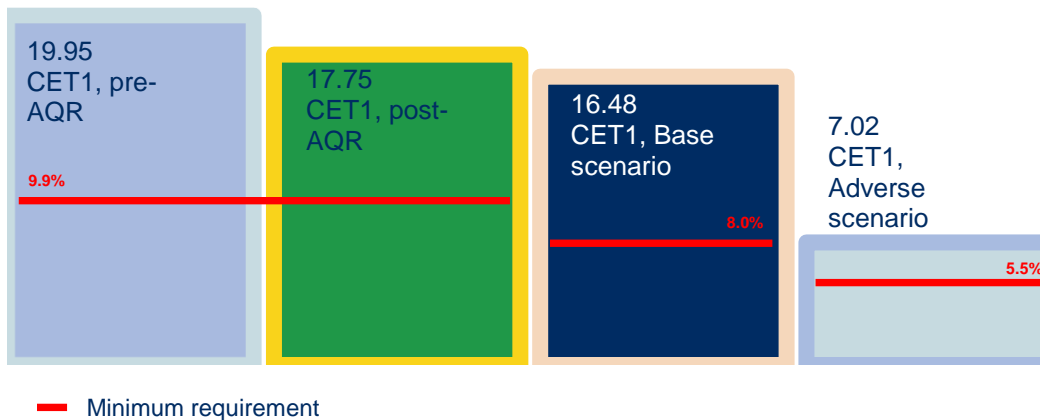 19.95
CET1, pre-
AQR
9.9%
17.75
CET1, post-
AQR
16.48
CET1, Base
scenario
8.0%
7.02
CET1,
Adverse
scenario
5.5%
Minimum requirement